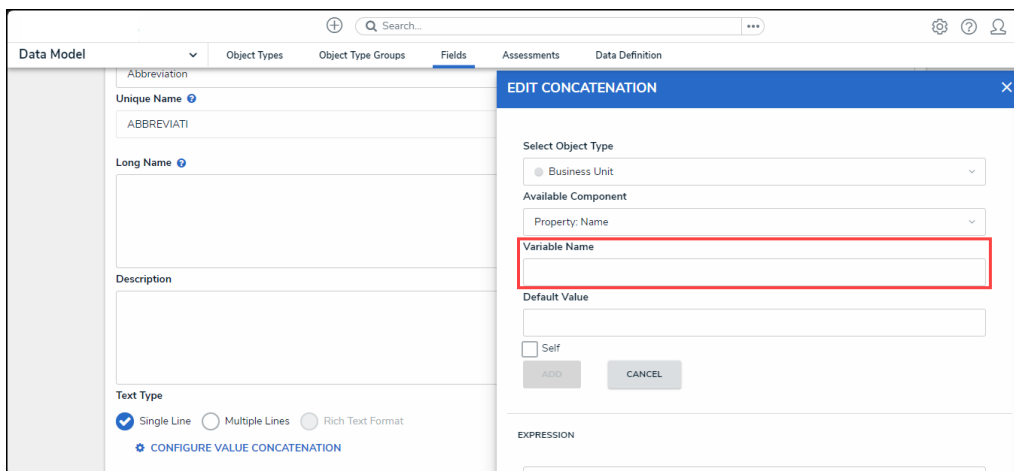 Search...
Data Model Object Types Object Type Groups Fields Assessments Data Definition
Abbreviation
Unique Name
ABBREVIATI
Long Name
Description
Text Type
Single Line Multiple Lines Rich Text Format
CONFIGURE VALUE CONCATENATION
EDIT CONCATENATION
Select Object Type
Business Unit
Available Component
Property: Name
Variable Name
Default Value
Self
ADD CANCEL
EXPRESSION